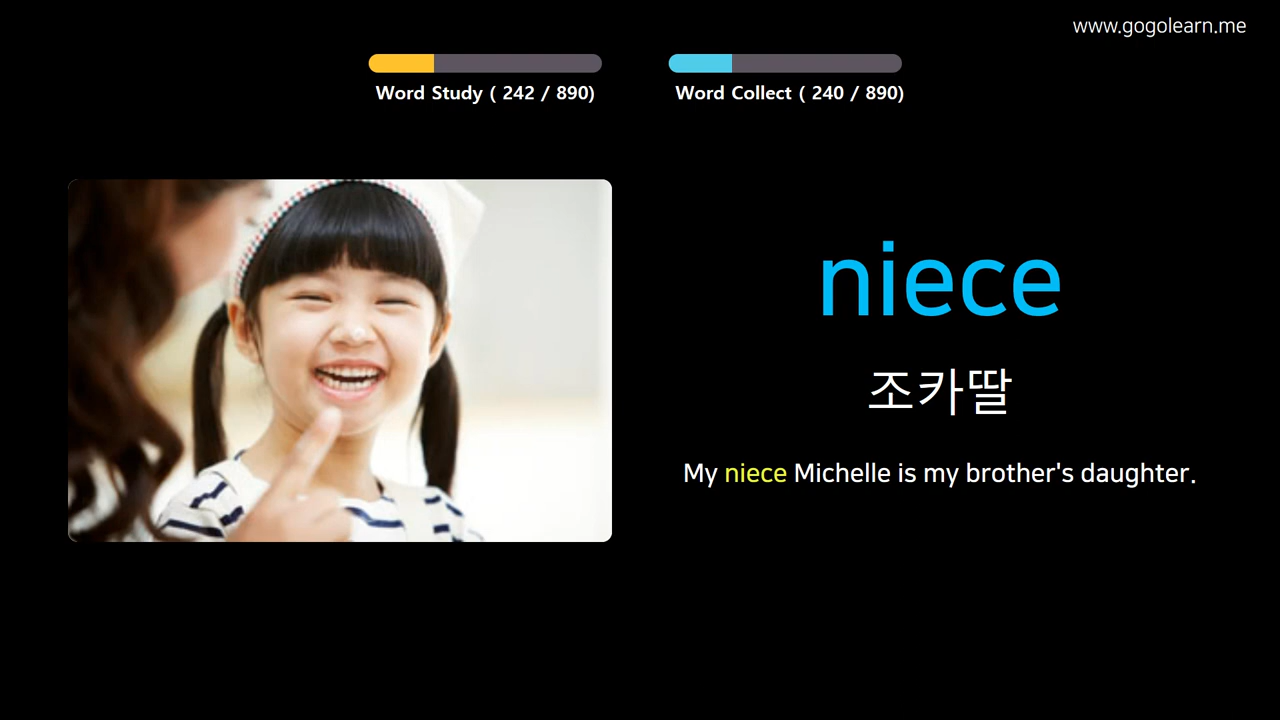 www.gogolearn.me
Word Study ( 242 / 890)
Word Collect ( 240 / 890)
niece
조카딸
My niece Michelle is my brother's daughter.